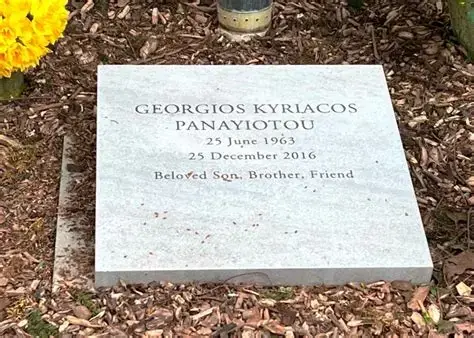 GEORGIOS KYRIACOS
PANAYIOTOU
25 June 1963
25 December 2016
Beloved Son, Brother, Friend